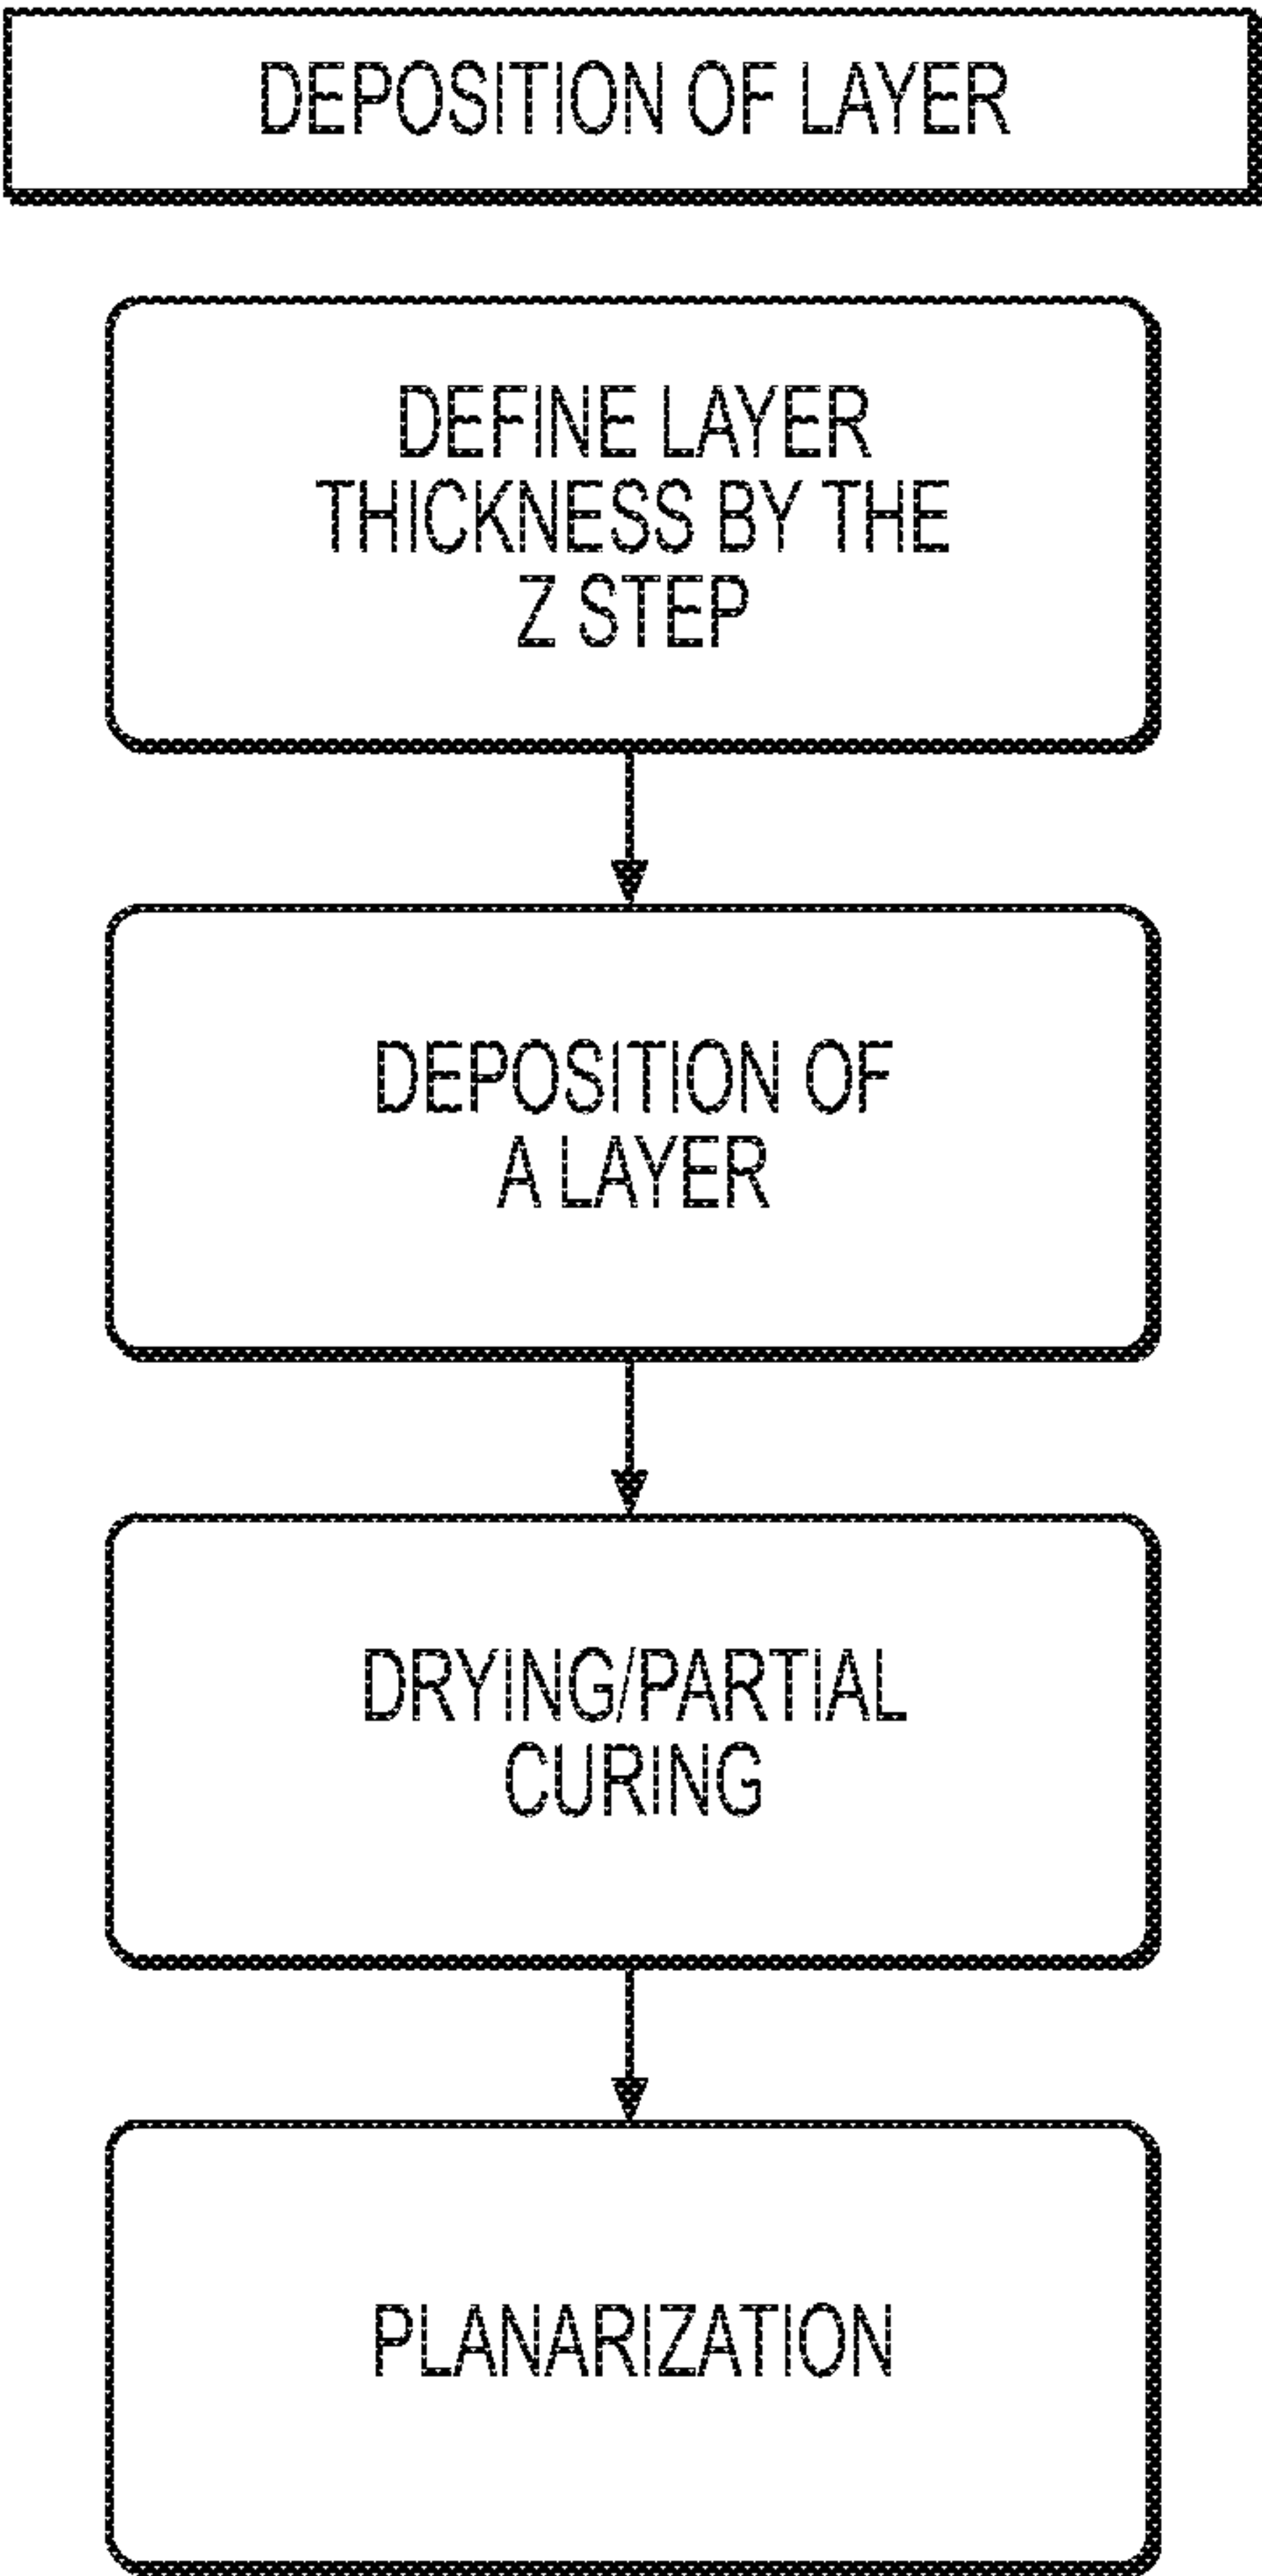 DEPOSITION OF LAYER
DEFINE LAYER
THICKNESS BY THE
Z STEP
DEPOSITION OF
A LAYER
DRYING/PARTIAL
CURING
PLANARIZATION